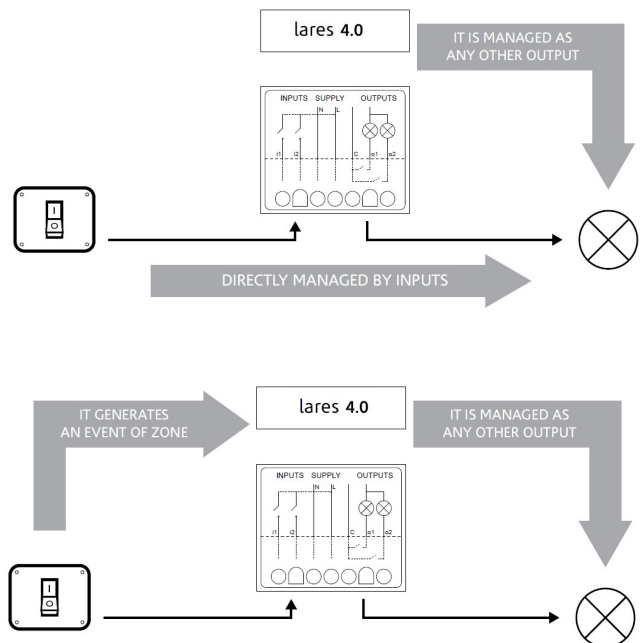 lares 4.0
IT IS MANAGED AS
ANY OTHER OUTPUT
INPUTS SUPPLY OUTPUTS
N L
i1 i2 C o1 o2
I
O
DIRECTLY MANAGED BY INPUTS
IT GENERATES
AN EVENT OF ZONE
lares 4.0
IT IS MANAGED AS
ANY OTHER OUTPUT
INPUTS SUPPLY OUTPUTS
N L
i1 i2 C o1 o2
I
O